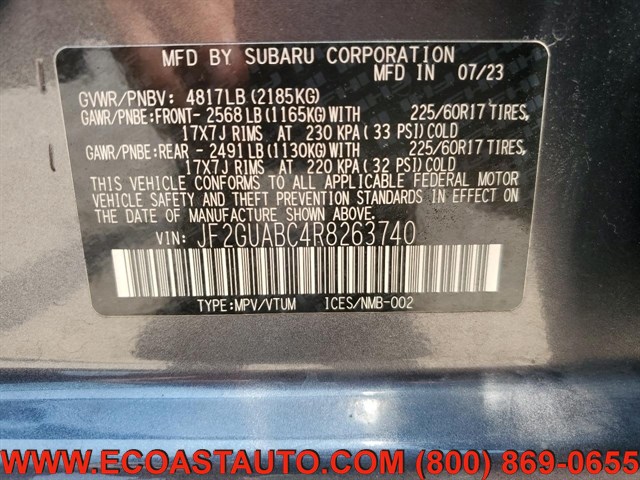 MFD BY SUBARU CORPORATION
MFD IN 07/23
GVWR/PNBV: 4817LB (2185KG)
GAWR/PNBE:FRONT- 2568 LB (1165KG) WITH 225/60R17 TIRES,
17X7J RIMS AT 230 KPA (33 PSI) COLD
GAWR/PNBE:REAR - 2491 LB (1130KG) WITH 225/60R17 TIRES,
17X7J RIMS AT 220 KPA (32 PSI) COLD
THIS VEHICLE CONFORMS TO ALL APPLICABLE FEDERAL MOTOR
VEHICLE SAFETY AND THEFT PREVENTION STANDARDS IN EFFECT ON
THE DATE OF MANUFACTURE SHOWN ABOVE.
VIN: JF2GUABC4R8263740
TYPE:MPV/VTUM ICES/NMB-002
WWW.ECOASTAUTO.COM (800) 869-0655